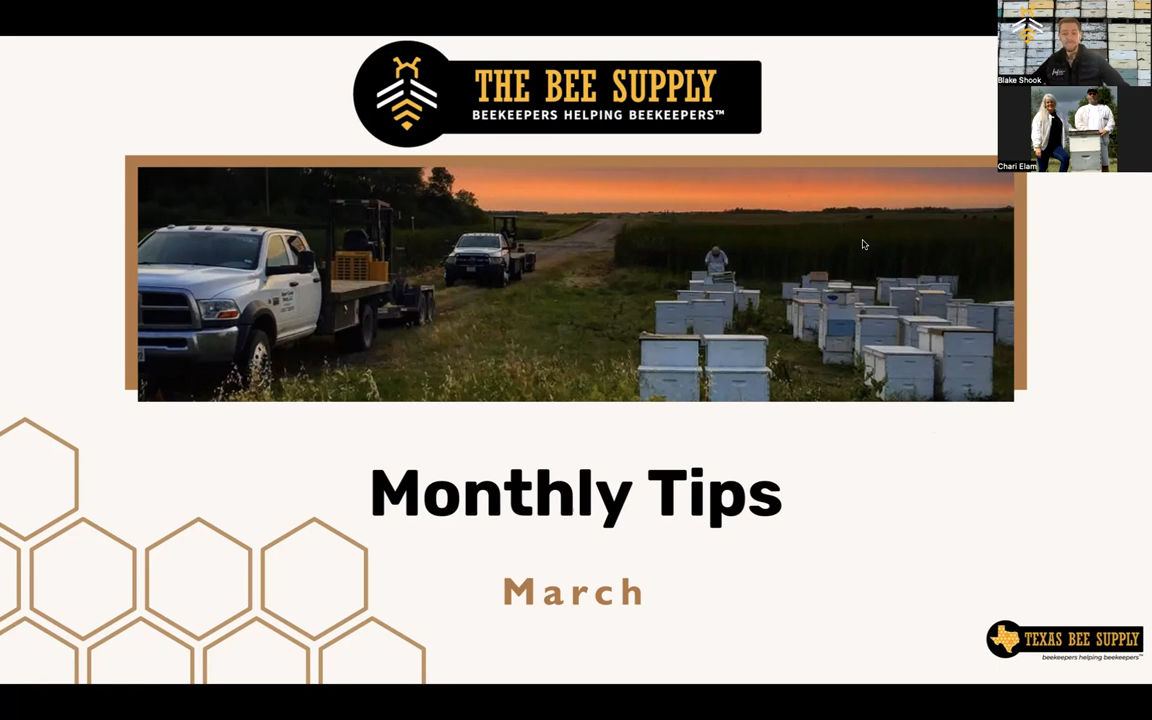 THE BEE SUPPLY
BEEKEEPERS HELPING BEEKEEPERS™
Blake Shook
Chari Elam
Monthly Tips
March
TEXAS BEE SUPPLY
beekeepers helping beekeepers™